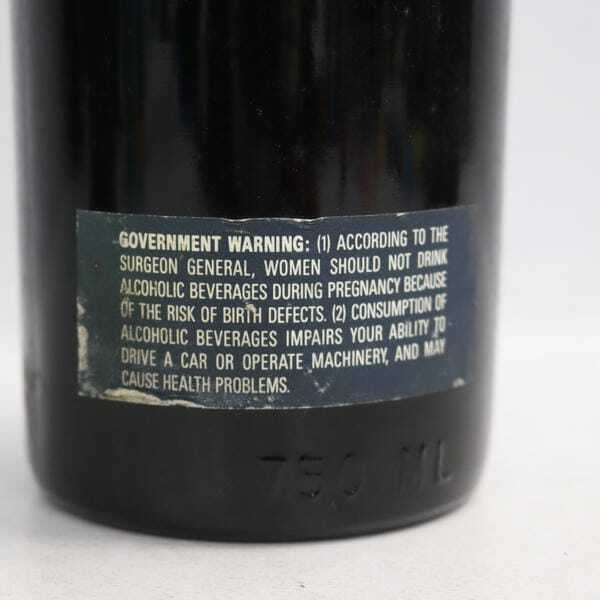 GOVERNMENT WARNING: (1) ACCORDING TO THE
SURGEON GENERAL, WOMEN SHOULD NOT DRINK
ALCOHOLIC BEVERAGES DURING PREGNANCY BECAUSE
OF THE RISK OF BIRTH DEFECTS. (2) CONSUMPTION OF
ALCOHOLIC BEVERAGES IMPAIRS YOUR ABILITY TO
DRIVE A CAR OR OPERATE MACHINERY, AND MAY
CAUSE HEALTH PROBLEMS.
750 ML